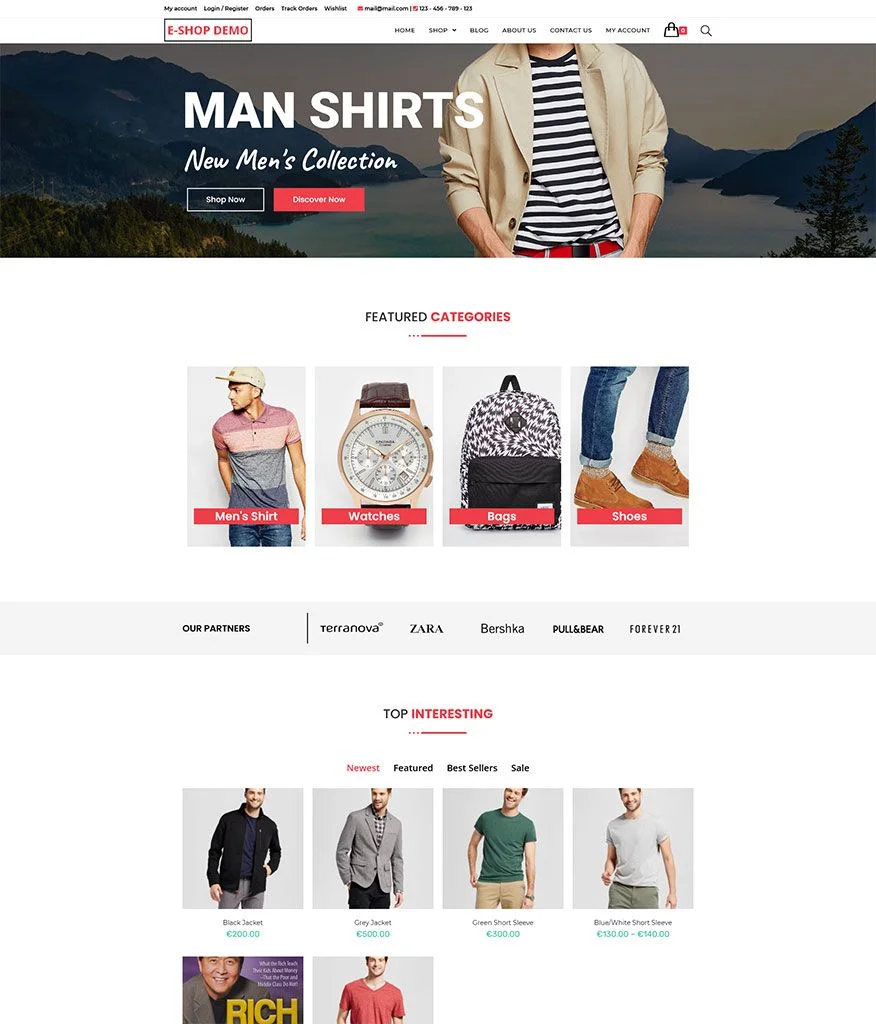 My account Login / Register Orders Track Orders Wishlist mail@mail.com | 123 - 456 - 789 - 123
E-SHOP DEMO
HOME SHOP BLOG ABOUT US CONTACT US MY ACCOUNT 0
MAN SHIRTS
New Men's Collection
Shop Now Discover Now
FEATURED CATEGORIES
Men's Shirt Watches Bags Shoes
OUR PARTNERS Terranova ZARA Bershka PULL&BEAR FOREVER 21
TOP INTERESTING
Newest Featured Best Sellers Sale
Black Jacket Grey Jacket Green Short Sleeve Blue/White Short Sleeve
€200.00 €500.00 €300.00 €130.00 – €140.00
What the Rich Teach
Their Kids About Money
—That the Poor and
Middle Class Do Not!
RICH